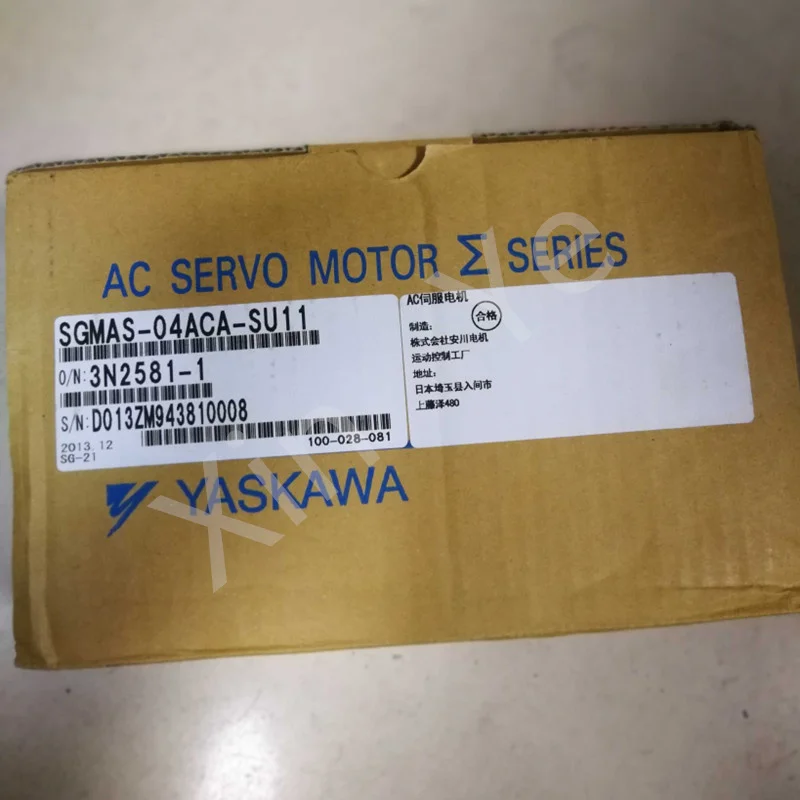 AC SERVO MOTOR Σ SERIES
SGMAS-04ACA-SU11
O/N: 3N2581-1
S/N: D013ZM943810008
2013.12
SG-21
100-028-081
AC伺服电机
合格
制造:
株式会社安川电机
运动控制工厂
地址:
日本埼玉县入间市
上藤泽480
YASKAWA
Xin Ye